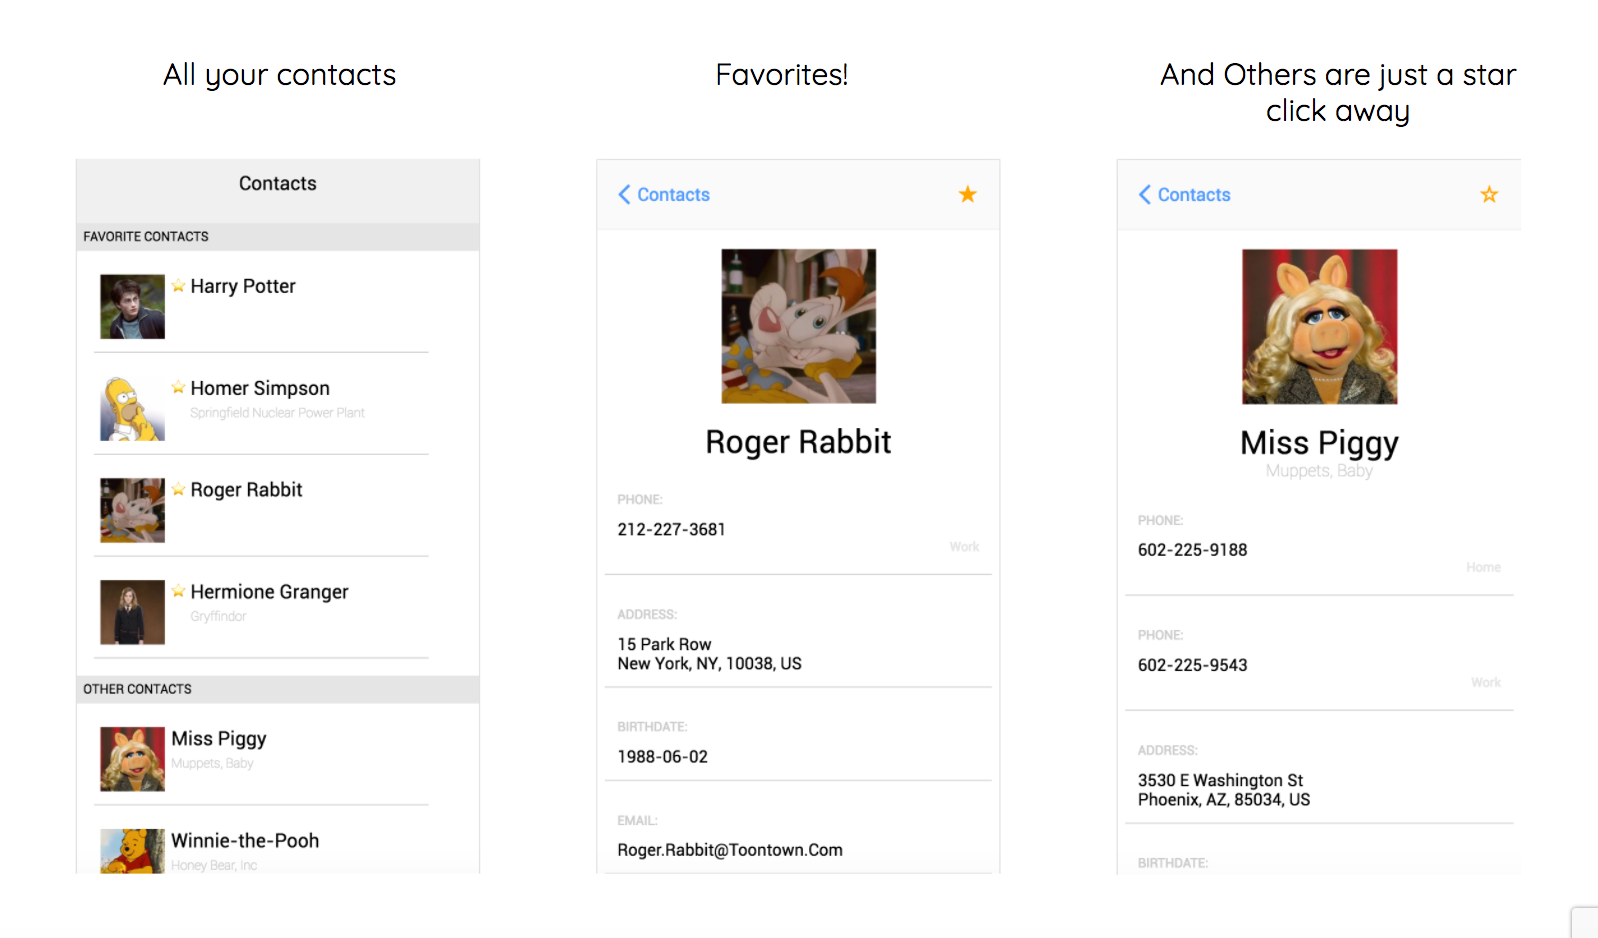 All your contacts
Favorites!
And Others are just a star
click away
Contacts
FAVORITE CONTACTS
Harry Potter
Homer Simpson
Springfield Nuclear Power Plant
Roger Rabbit
Hermione Granger
Gryffindor
OTHER CONTACTS
Miss Piggy
Muppets, Baby
Winnie-the-Pooh
Honey Bear, Inc
Contacts
Roger Rabbit
PHONE:
212-227-3681
Work
ADDRESS:
15 Park Row
New York, NY, 10038, US
BIRTHDATE:
1988-06-02
EMAIL:
Roger.Rabbit@Toontown.Com
Contacts
Miss Piggy
Muppets, Baby
PHONE:
602-225-9188
Home
PHONE:
602-225-9543
Work
ADDRESS:
3530 E Washington St
Phoenix, AZ, 85034, US
BIRTHDATE: